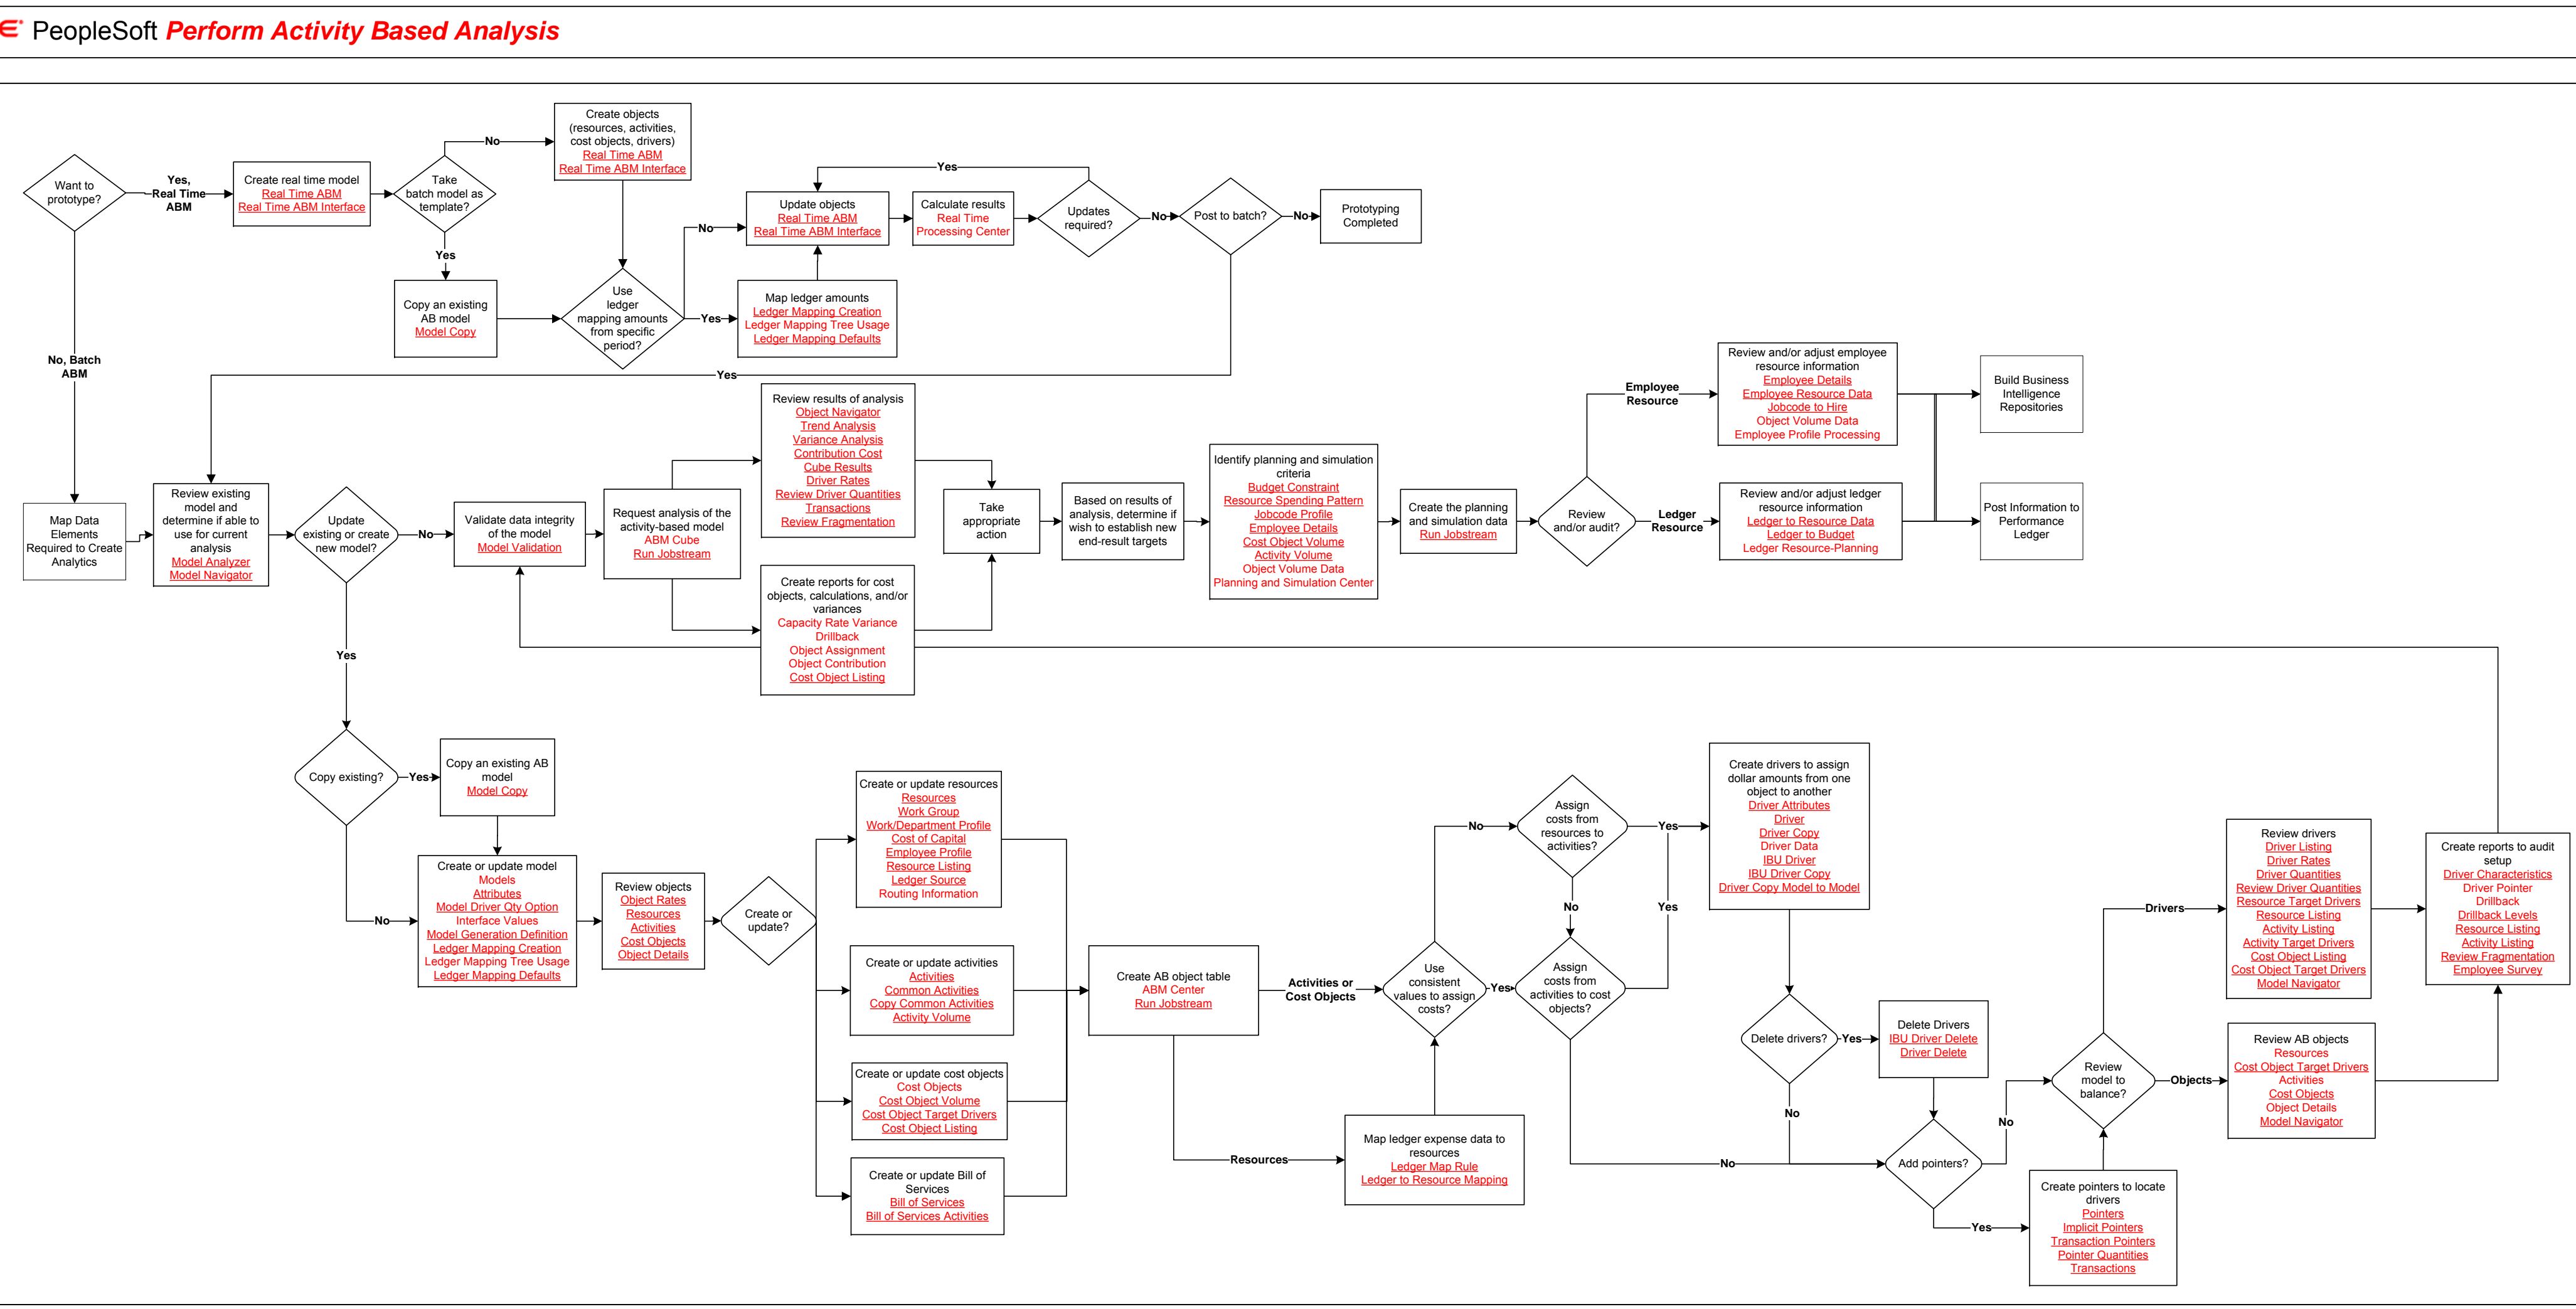 PeopleSoft Perform Activity Based Analysis
Want to
prototype?
Yes,
Real Time
ABM
Create real time model
Real Time ABM
Real Time ABM Interface
Take
batch model as
template?
No
Create objects
(resources, activities,
cost objects, drivers)
Real Time ABM
Real Time ABM Interface
Yes
Copy an existing
AB model
Model Copy
Use
ledger
mapping amounts
from specific
period?
No
Yes
Map ledger amounts
Ledger Mapping Creation
Ledger Mapping Tree Usage
Ledger Mapping Defaults
Update objects
Real Time ABM
Real Time ABM Interface
Calculate results
Real Time
Processing Center
Yes
Updates
required?
No
Post to batch?
No
Prototyping
Completed
Yes
No, Batch
ABM
Map Data
Elements
Required to Create
Analytics
Review existing
model and
determine if able to
use for current
analysis
Model Analyzer
Model Navigator
Update
existing or create
new model?
No
Validate data integrity
of the model
Model Validation
Request analysis of the
activity-based model
ABM Cube
Run Jobstream
Review results of analysis
Object Navigator
Trend Analysis
Variance Analysis
Contribution Cost
Cube Results
Driver Rates
Review Driver Quantities
Transactions
Review Fragmentation
Create reports for cost
objects, calculations, and/or
variances
Capacity Rate Variance
Drillback
Object Assignment
Object Contribution
Cost Object Listing
Take
appropriate
action
Based on results of
analysis, determine if
wish to establish new
end-result targets
Identify planning and simulation
criteria
Budget Constraint
Resource Spending Pattern
Jobcode Profile
Employee Details
Cost Object Volume
Activity Volume
Object Volume Data
Planning and Simulation Center
Create the planning
and simulation data
Run Jobstream
Review
and/or audit?
Employee
Resource
Review and/or adjust employee
resource information
Employee Details
Employee Resource Data
Jobcode to Hire
Object Volume Data
Employee Profile Processing
Ledger
Resource
Review and/or adjust ledger
resource information
Ledger to Resource Data
Ledger to Budget
Ledger Resource-Planning
Build Business
Intelligence
Repositories
Post Information to
Performance
Ledger
Yes
Copy existing?
Yes
Copy an existing AB
model
Model Copy
No
Create or update model
Models
Attributes
Model Driver Qty Option
Interface Values
Model Generation Definition
Ledger Mapping Creation
Ledger Mapping Tree Usage
Ledger Mapping Defaults
Review objects
Object Rates
Resources
Activities
Cost Objects
Object Details
Create or
update?
Create or update resources
Resources
Work Group
Work/Department Profile
Cost of Capital
Employee Profile
Resource Listing
Ledger Source
Routing Information
Create or update activities
Activities
Common Activities
Copy Common Activities
Activity Volume
Create or update cost objects
Cost Objects
Cost Object Volume
Cost Object Target Drivers
Cost Object Listing
Create or update Bill of
Services
Bill of Services
Bill of Services Activities
Create AB object table
ABM Center
Run Jobstream
Activities or
Cost Objects
Resources
Map ledger expense data to
resources
Ledger Map Rule
Ledger to Resource Mapping
Use
consistent
values to assign
costs?
No
Yes
Assign
costs from
resources to
activities?
Yes
No
Assign
costs from
activities to cost
objects?
Yes
No
Create drivers to assign
dollar amounts from one
object to another
Driver Attributes
Driver
Driver Copy
Driver Data
IBU Driver
IBU Driver Copy
Driver Copy Model to Model
Delete drivers?
Yes
Delete Drivers
IBU Driver Delete
Driver Delete
No
Add pointers?
No
Yes
Create pointers to locate
drivers
Pointers
Implicit Pointers
Transaction Pointers
Pointer Quantities
Transactions
Review
model to
balance?
Drivers
Review drivers
Driver Listing
Driver Rates
Driver Quantities
Review Driver Quantities
Resource Target Drivers
Resource Listing
Activity Listing
Activity Target Drivers
Cost Object Listing
Cost Object Target Drivers
Model Navigator
Objects
Review AB objects
Resources
Cost Object Target Drivers
Activities
Cost Objects
Object Details
Model Navigator
Create reports to audit
setup
Driver Characteristics
Driver Pointer
Drillback
Drillback Levels
Resource Listing
Activity Listing
Review Fragmentation
Employee Survey